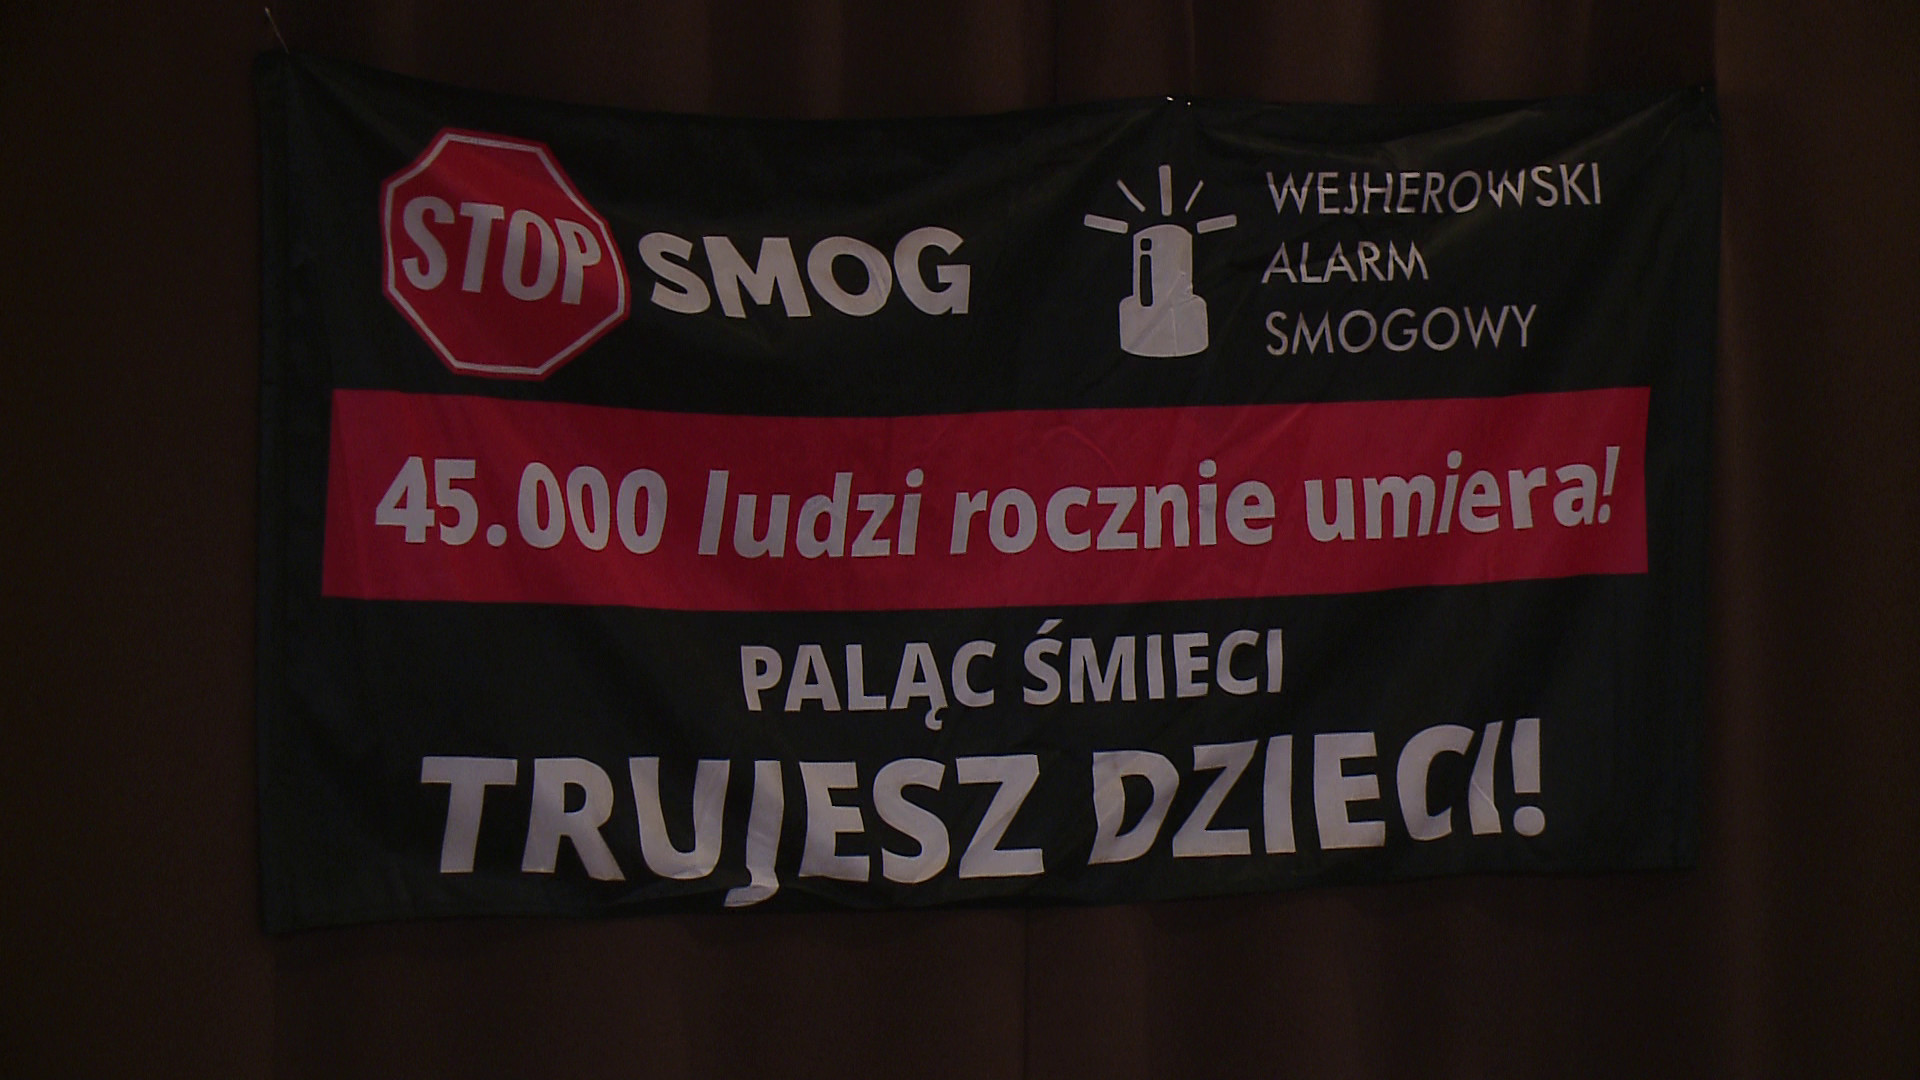 STOP SMOG
WEJHEROWSKI
ALARM
SMOGOWY
45.000 ludzi rocznie umiera!
PALĄC ŚMIECI
TRUJESZ DZIECI!